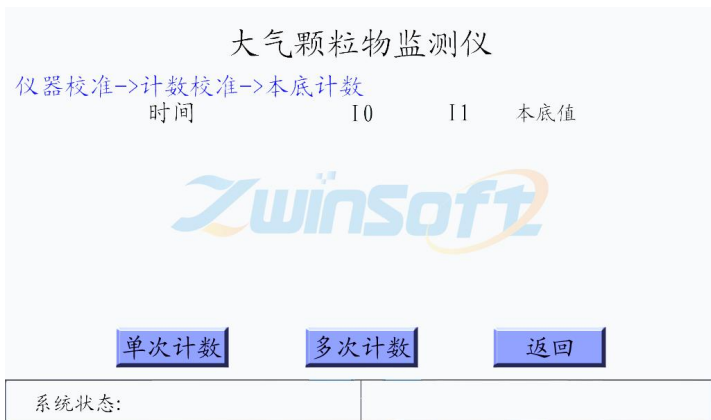 大气颗粒物监测仪
仪器校准->计数校准->本底计数
时间 I0 I1 本底值
ZwinSoft
单次计数 多次计数 返回
系统状态: